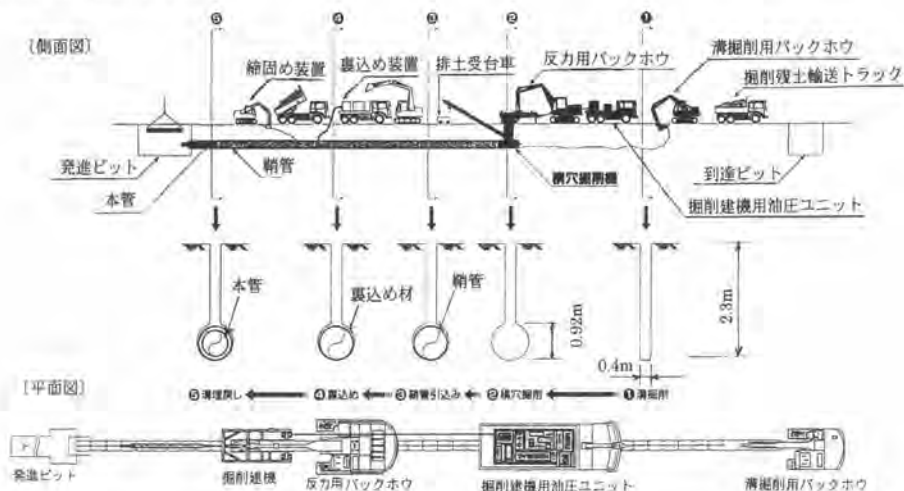 ❺ ❹ ❸ ❷ ❶
〔側面図〕
締固め装置
裏込め装置
排土受台車
反力用バックホウ
溝掘削用バックホウ
掘削残土輸送トラック
発進ピット
鞘管
本管
横穴掘削機
到達ピット
掘削建機用油圧ユニット
本管
裏込め材
鞘管
0.92m
2.3m
0.4m
〔平面図〕
❺溝埋戻し ❹裏込め ❸鞘管引込み ❷横穴掘削 ❶溝掘削
発進ピット
掘削建機
反力用バックホウ
掘削建機用油圧ユニット
溝掘削用バックホウ